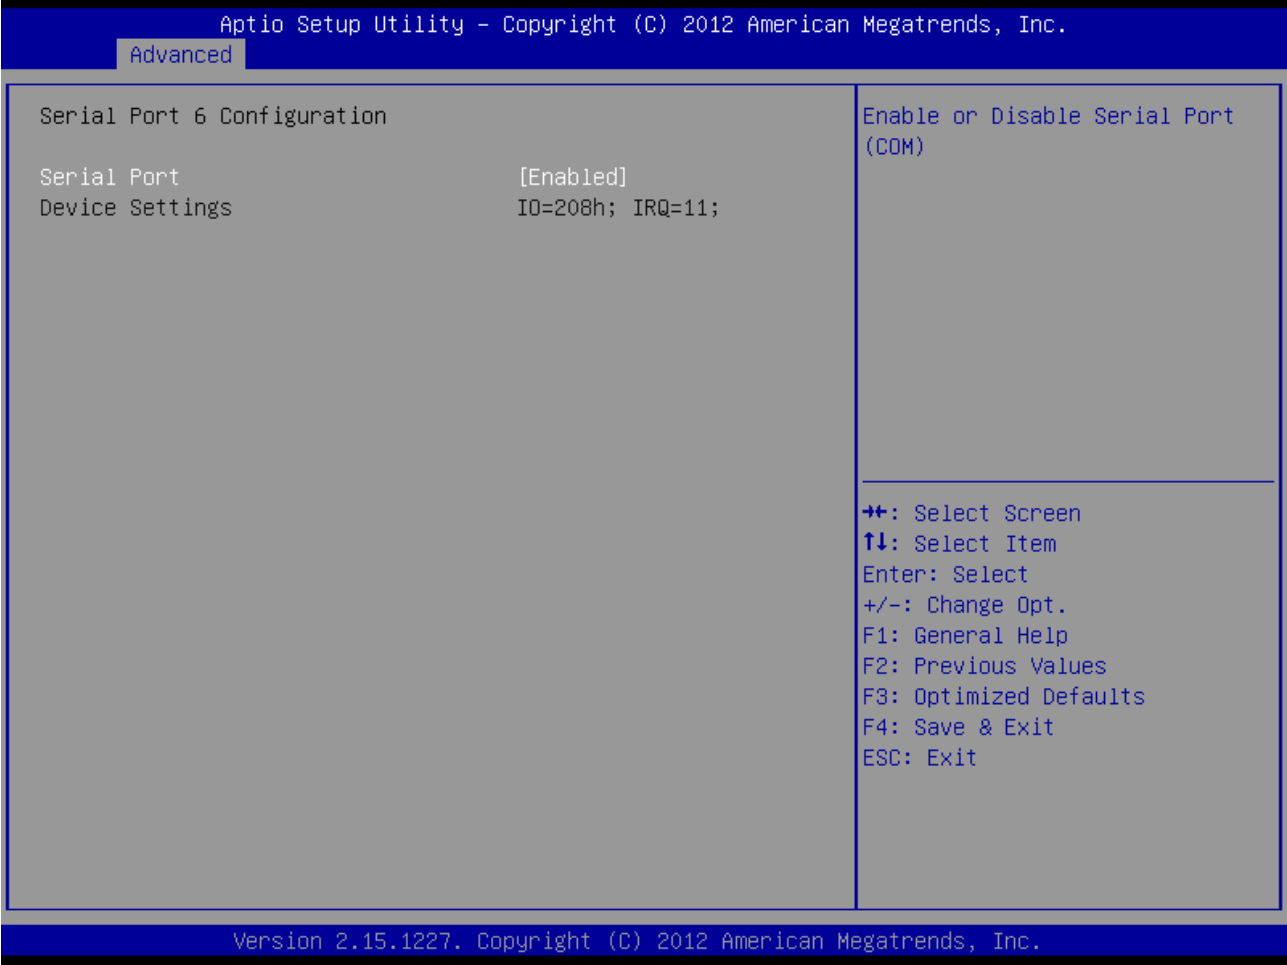 Aptio Setup Utility – Copyright (C) 2012 American Megatrends, Inc.
Advanced
Serial Port 6 Configuration
Serial Port [Enabled]
Device Settings IO=208h; IRQ=11;
Enable or Disable Serial Port
(COM)
→←: Select Screen
↑↓: Select Item
Enter: Select
+/-: Change Opt.
F1: General Help
F2: Previous Values
F3: Optimized Defaults
F4: Save & Exit
ESC: Exit
Version 2.15.1227. Copyright (C) 2012 American Megatrends, Inc.